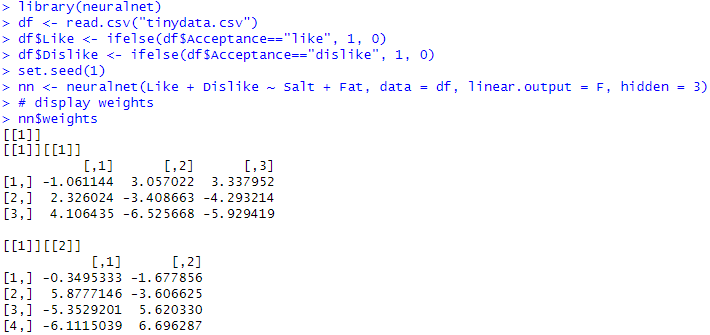 > library(neuralnet)
> df <- read.csv("tinydata.csv")
> df$Like <- ifelse(df$Acceptance=="like", 1, 0)
> df$Dislike <- ifelse(df$Acceptance=="dislike", 1, 0)
> set.seed(1)
> nn <- neuralnet(Like + Dislike ~ Salt + Fat, data = df, linear.output = F, hidden = 3)
> # display weights
> nn$weights
[[1]]
[[1]][[1]]
          [,1]      [,2]      [,3]
[1,] -1.061144  3.057022  3.337952
[2,]  2.326024 -3.408663 -4.293214
[3,]  4.106435 -6.525668 -5.929419

[[1]][[2]]
           [,1]      [,2]
[1,] -0.3495333 -1.677856
[2,]  5.8777146 -3.606625
[3,] -5.3529201  5.620330
[4,] -6.1115039  6.696287